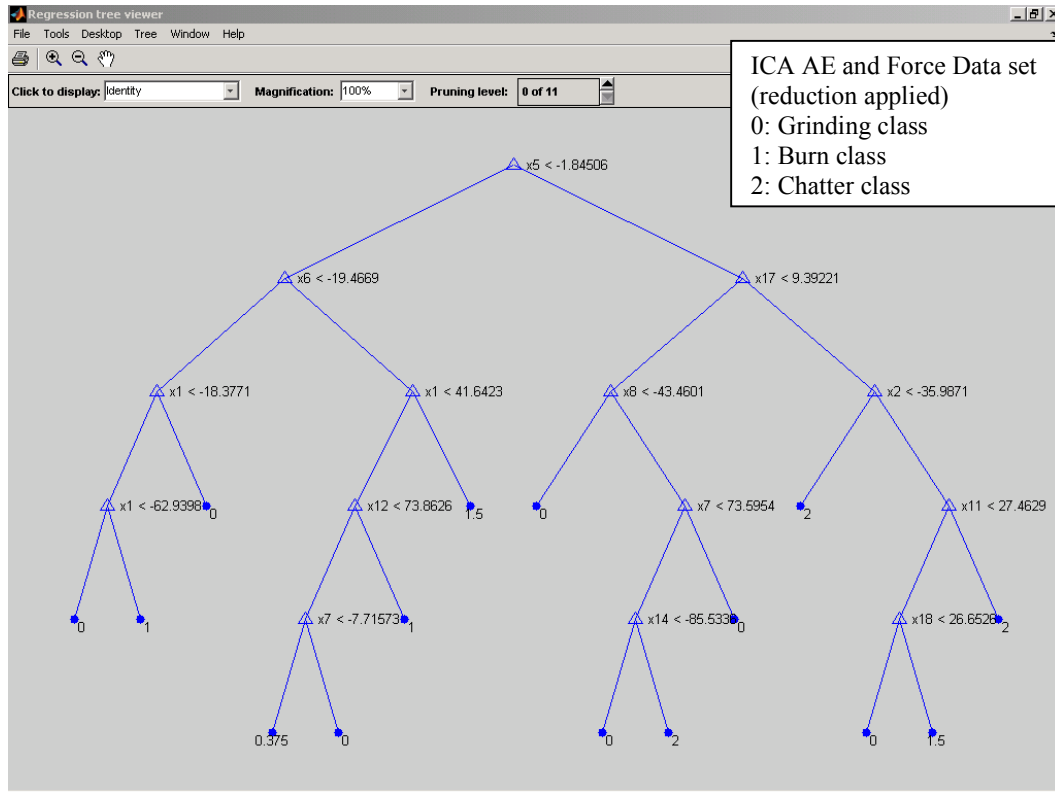 Regression tree viewer
File Tools Desktop Tree Window Help
Click to display: Identity Magnification: 100% Pruning level: 0 of 11
ICA AE and Force Data set
(reduction applied)
0: Grinding class
1: Burn class
2: Chatter class
x5 < -1.84506
x6 < -19.4669 x17 < 9.39221
x1 < -18.3771 x1 < 41.6423 x8 < -43.4601 x2 < -35.9871
x1 < -62.9398 0 x12 < 73.8626 1.5 0 x7 < 73.5954 2 x11 < 27.4629
0 1 x7 < -7.71573 1 x14 < -85.5338 0 x18 < 26.6526 2
0.375 0 0 2 0 1.5